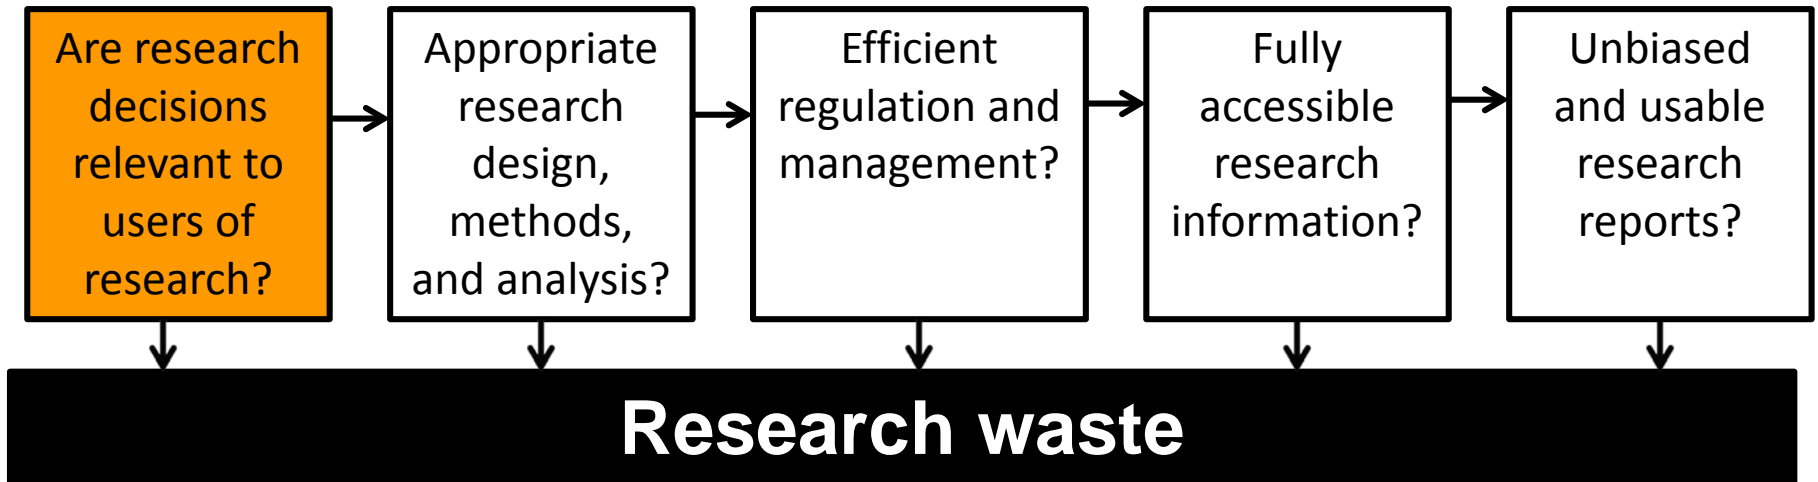 Are research
decisions
relevant to
users of
research?
Appropriate
research
design,
methods,
and analysis?
Efficient
regulation and
management?
Fully
accessible
research
information?
Unbiased
and usable
research
reports?
Research waste